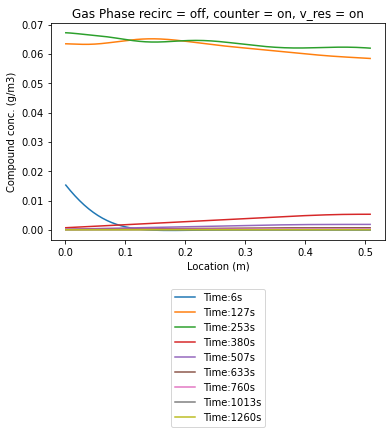 Gas Phase recirc = off, counter = on, v_res = on
Compound conc. (g/m3)
0.07
0.06
0.05
0.04
0.03
0.02
0.01
0.00
0.0 0.1 0.2 0.3 0.4 0.5
Location (m)
Time:6s
Time:127s
Time:253s
Time:380s
Time:507s
Time:633s
Time:760s
Time:1013s
Time:1260s